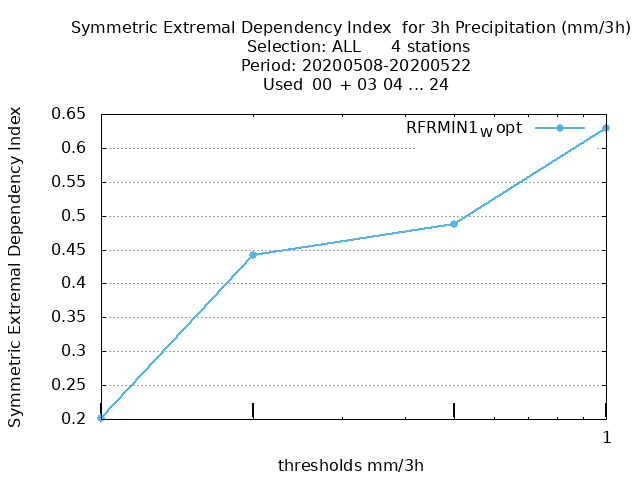 Symmetric Extremal Dependency Index  for 3h Precipitation (mm/3h)
Selection: ALL      4 stations
Period: 20200508-20200522
Used  00 + 03 04 ... 24
RFRMIN1W opt
0.65
0.6
0.55
0.5
0.45
0.4
0.35
0.3
0.25
0.2
Symmetric Extremal Dependency Index
1
thresholds mm/3h